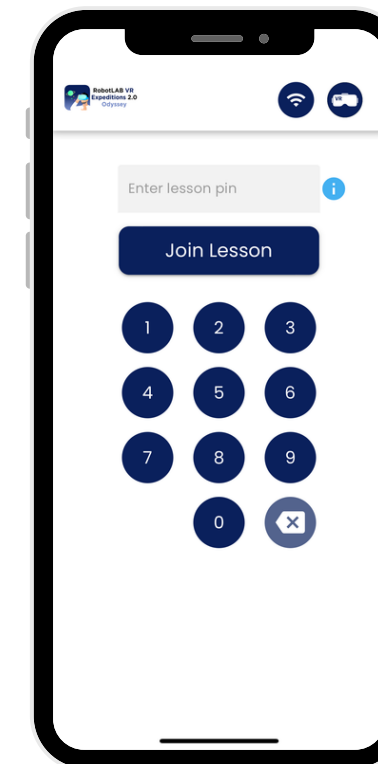 RobotLAB VR
Expeditions 2.0
Odyssey
Enter lesson pin
i
Join Lesson
1 2 3
4 5 6
7 8 9
0